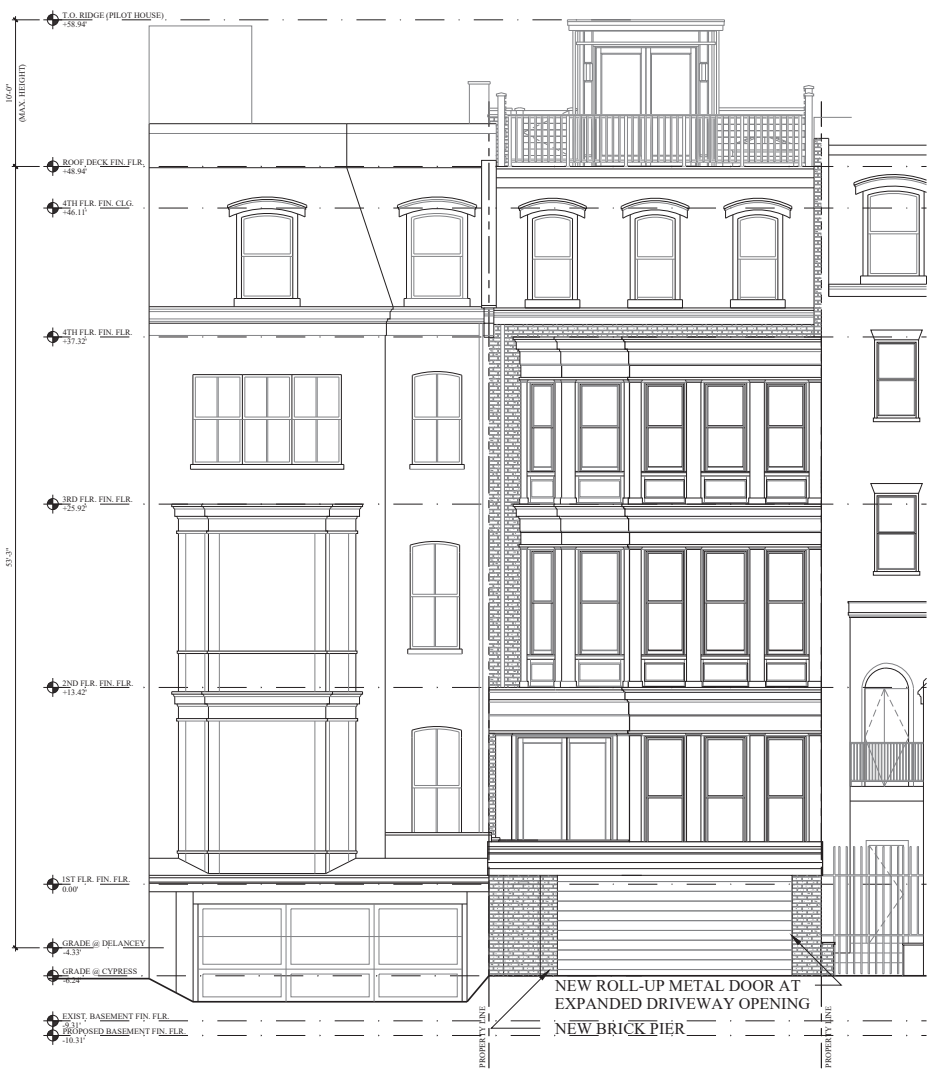 T.O. RIDGE (PILOT HOUSE)
+58.94'
10'-0"
(MAX. HEIGHT)
ROOF DECK FIN. FLR.
+48.94'
4TH FLR. FIN. CLG.
+46.11'
4TH FLR. FIN. FLR.
+37.32'
3RD FLR. FIN. FLR.
+25.92'
53'-3"
2ND FLR. FIN. FLR.
+13.42'
1ST FLR. FIN. FLR.
0.00'
GRADE @ DELANCEY
-4.33'
GRADE @ CYPRESS
-6.24'
NEW ROLL-UP METAL DOOR AT
EXPANDED DRIVEWAY OPENING
NEW BRICK PIER
EXIST. BASEMENT FIN. FLR.
-9.31'
PROPOSED BASEMENT FIN. FLR.
-10.31'
PROPERTY LINE
PROPERTY LINE